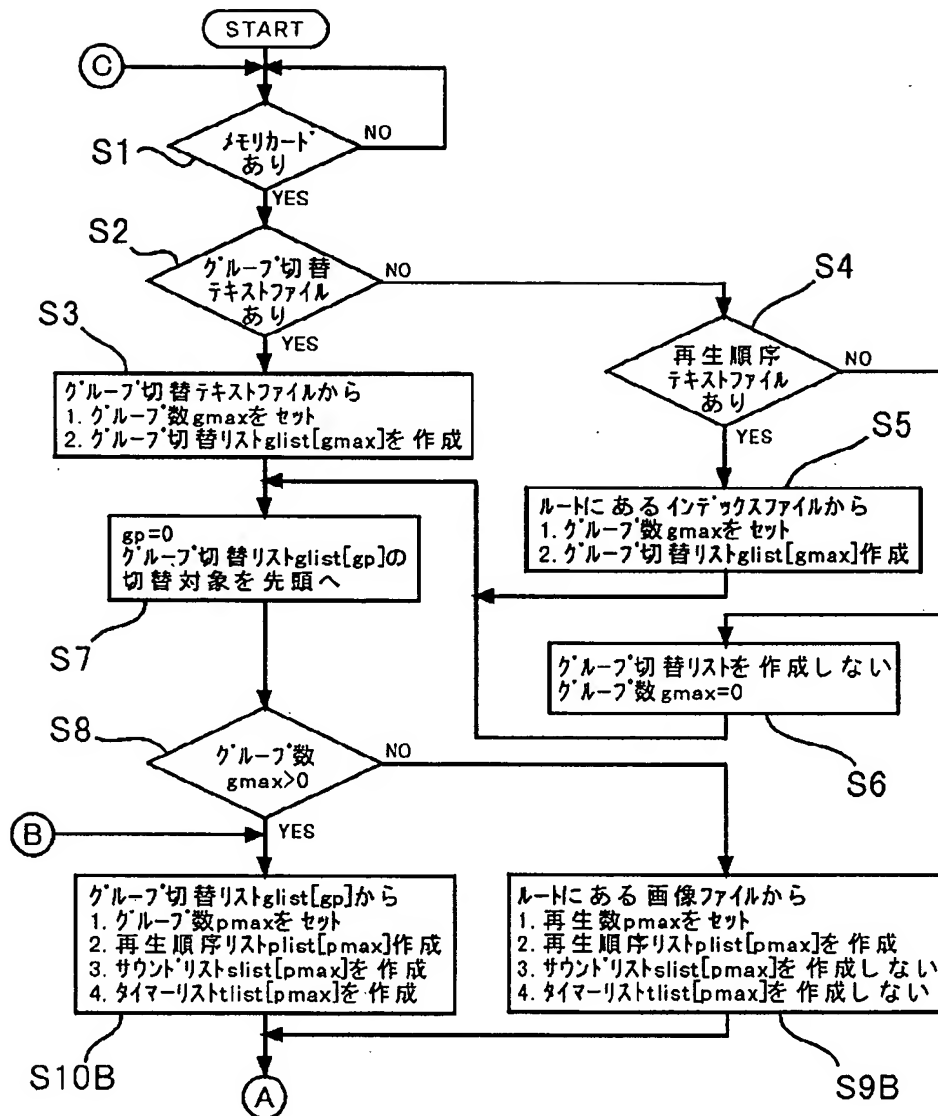 START
C
メモリカード
あり
NO
S1
YES
S2
グループ切替
テキストファイル
あり
NO
YES
S4
再生順序
テキストファイル
あり
NO
YES
S3
グループ切替テキストファイルから
1. グループ数gmaxをセット
2. グループ切替リストglist[gmax]を作成
S5
ルートにあるインデックスファイルから
1. グループ数gmaxをセット
2. グループ切替リストglist[gmax]作成
gp=0
グループ切替リストglist[gp]の
切替対象を先頭へ
S7
グループ切替リストを作成しない
グループ数gmax=0
S6
S8
グループ数
gmax>0
NO
YES
B
グループ切替リストglist[gp]から
1. グループ数pmaxをセット
2. 再生順序リストplist[pmax]作成
3. サウンドリストslist[pmax]を作成
4. タイマーリストtlist[pmax]を作成
S10B
ルートにある画像ファイルから
1. 再生数pmaxをセット
2. 再生順序リストplist[pmax]を作成
3. サウンドリストslist[pmax]を作成しない
4. タイマーリストtlist[pmax]を作成しない
S9B
A